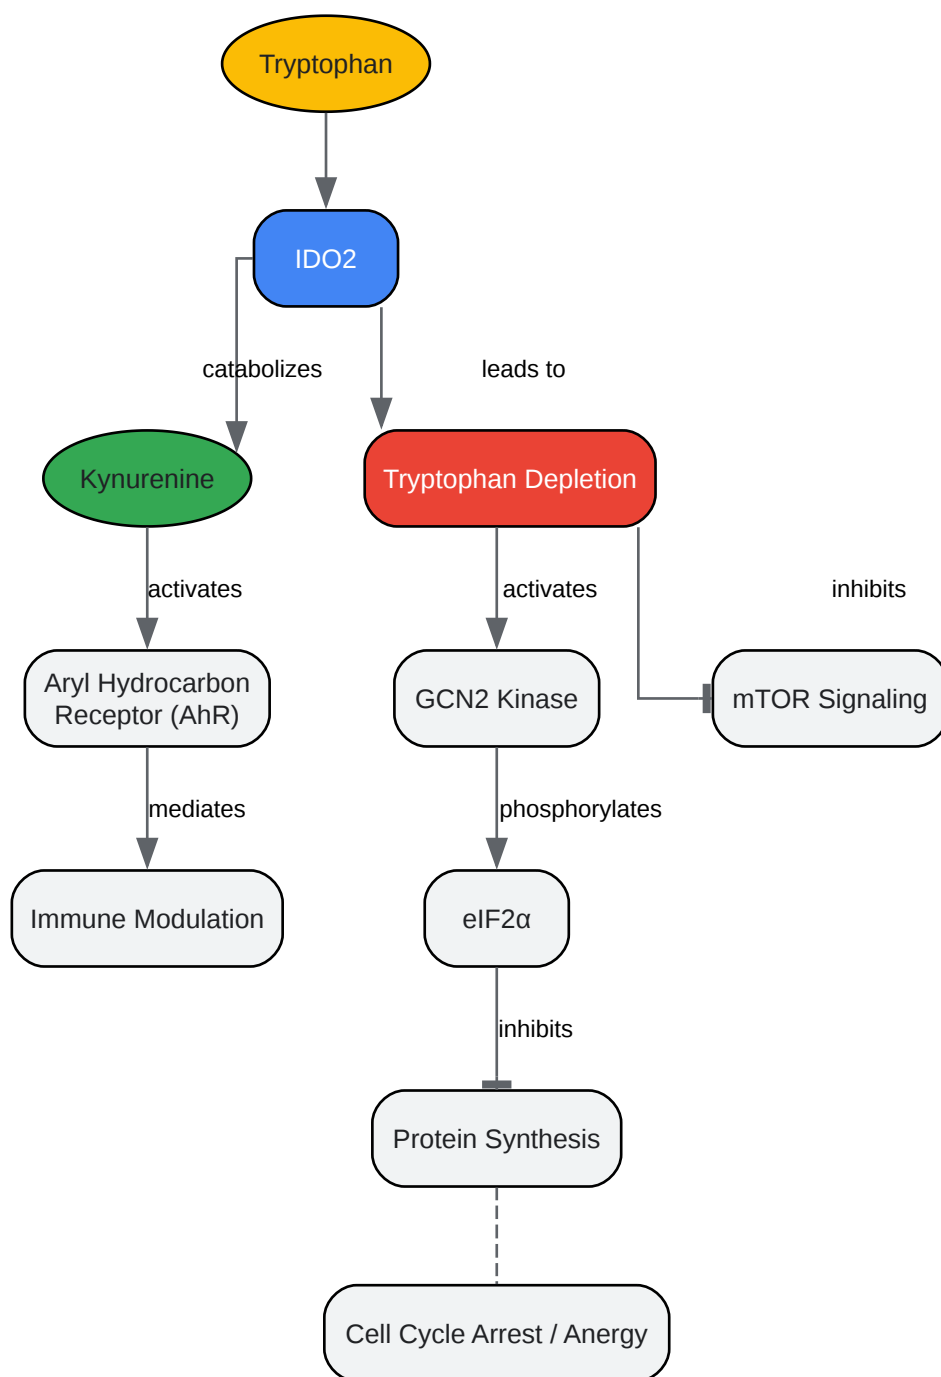 Tryptophan
IDO2
catabolizes
leads to
Kynurenine
Tryptophan Depletion
activates
activates
inhibits
Aryl Hydrocarbon
Receptor (AhR)
GCN2 Kinase
mTOR Signaling
mediates
phosphorylates
Immune Modulation
eIF2α
inhibits
Protein Synthesis
Cell Cycle Arrest / Anergy